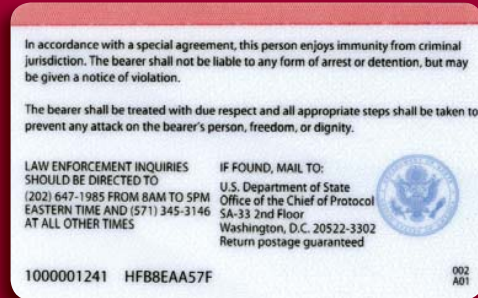 In accordance with a special agreement, this person enjoys immunity from criminal
jurisdiction. The bearer shall not be liable to any form of arrest or detention, but may
be given a notice of violation.
The bearer shall be treated with due respect and all appropriate steps shall be taken to
prevent any attack on the bearer's person, freedom, or dignity.
LAW ENFORCEMENT INQUIRIES
SHOULD BE DIRECTED TO
(202) 647-1985 FROM 8AM TO 5PM
EASTERN TIME AND (571) 345-3146
AT ALL OTHER TIMES
IF FOUND, MAIL TO:
U.S. Department of State
Office of the Chief of Protocol
SA-33 2nd Floor
Washington, D.C. 20522-3302
Return postage guaranteed
1000001241 HFB8EAA57F
002
A01